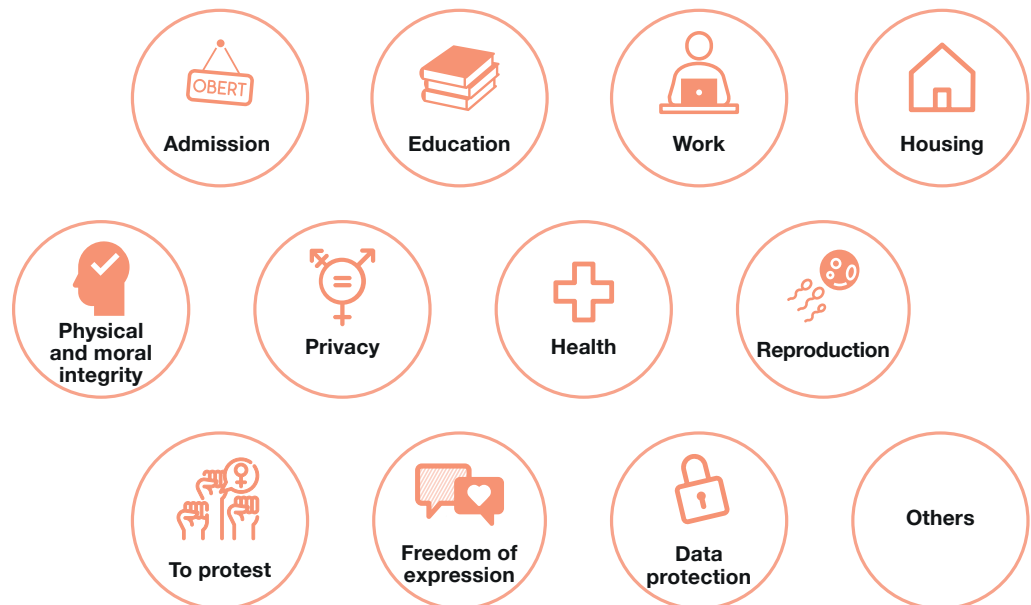 OBERT
Admission
Education
Work
Housing
Physical
and moral
integrity
Privacy
Health
Reproduction
To protest
Freedom of
expression
Data
protection
Others